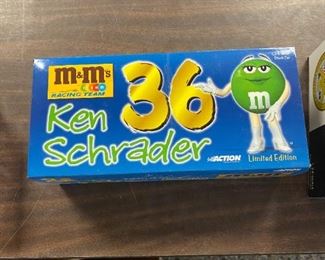 m&m's
RACING TEAM
36
Ken
Schrader
m
ACTION
Limited Edition